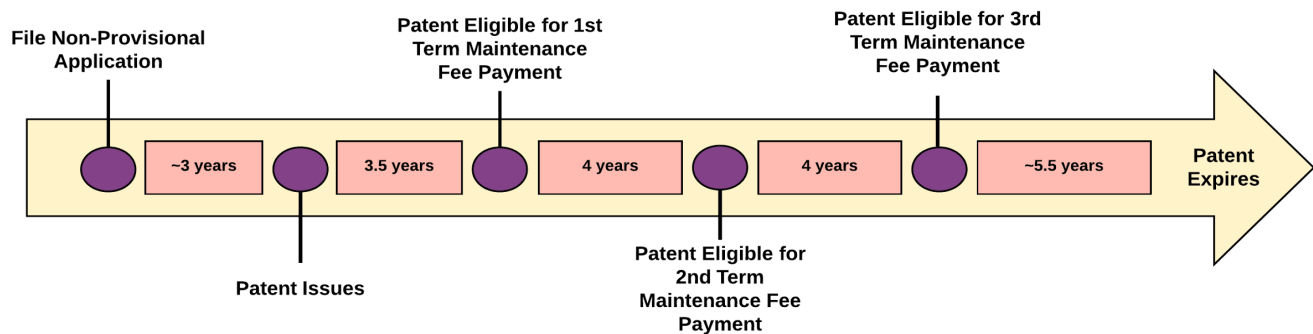 File Non-Provisional
Application
Patent Eligible for 1st
Term Maintenance
Fee Payment
Patent Eligible for 3rd
Term Maintenance
Fee Payment
~3 years
3.5 years
4 years
4 years
~5.5 years
Patent
Expires
Patent Issues
Patent Eligible for
2nd Term
Maintenance Fee
Payment